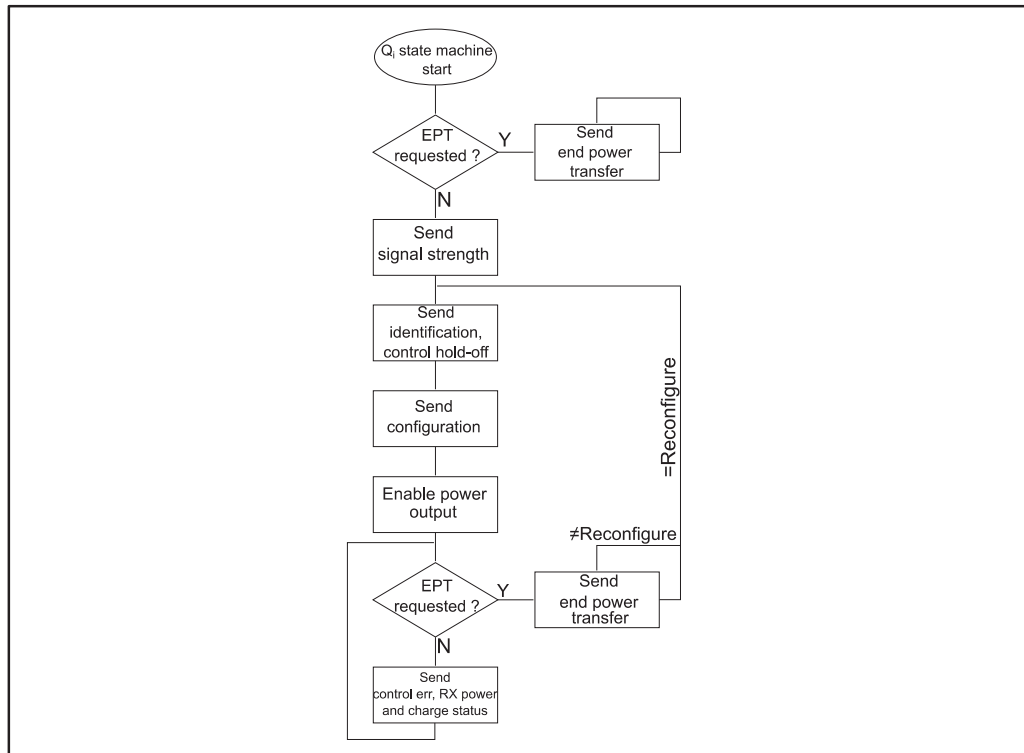 Qi state machine
start
EPT
requested ?
Y
Send
end power
transfer
N
Send
signal strength
Send
identification,
control hold-off
Send
configuration
=Reconfigure
Enable power
output
≠Reconfigure
EPT
requested ?
Y
Send
end power
transfer
N
Send
control err, RX power
and charge status